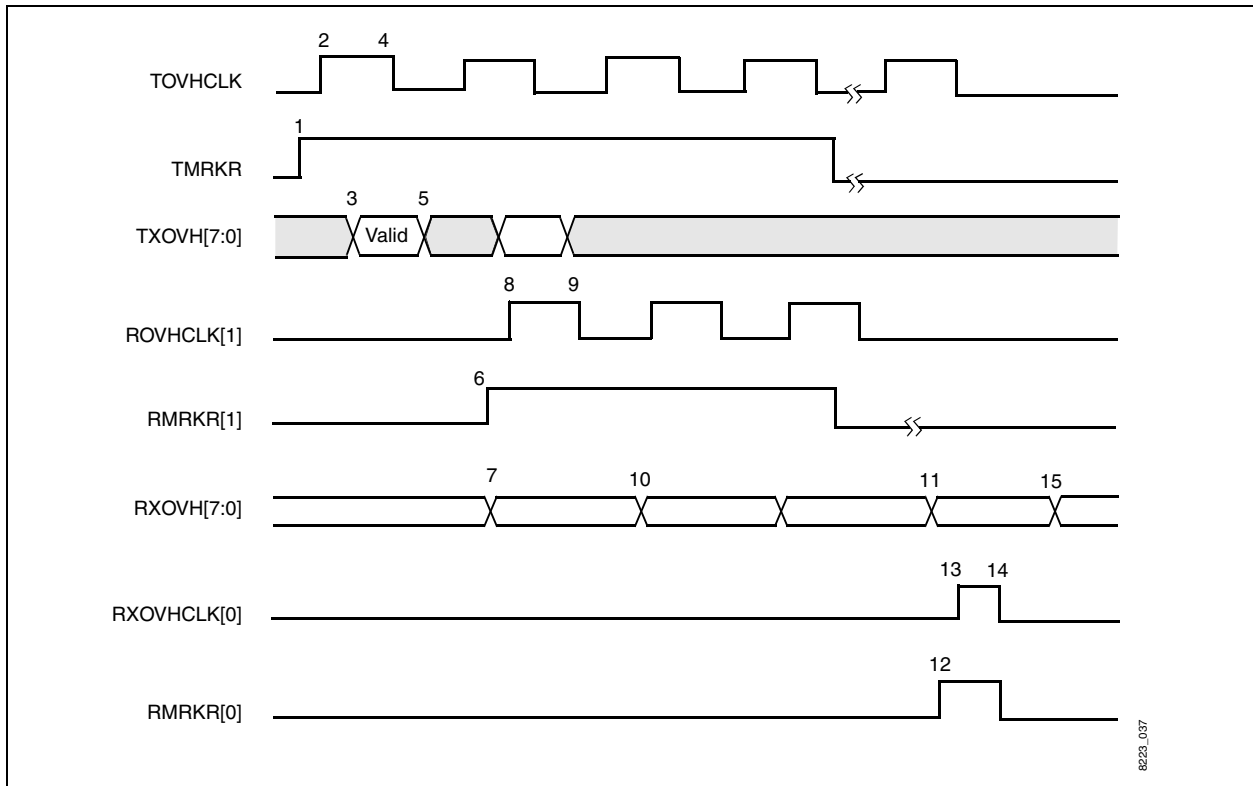 2 4
TOVHCLK
1
TMRKR
3 5
TXOVH[7:0] Valid
8 9
ROVHCLK[1]
6
RMRKR[1]
7 10 11 15
RXOVH[7:0]
13 14
RXOVHCLK[0]
12
RMRKR[0]
8223_037